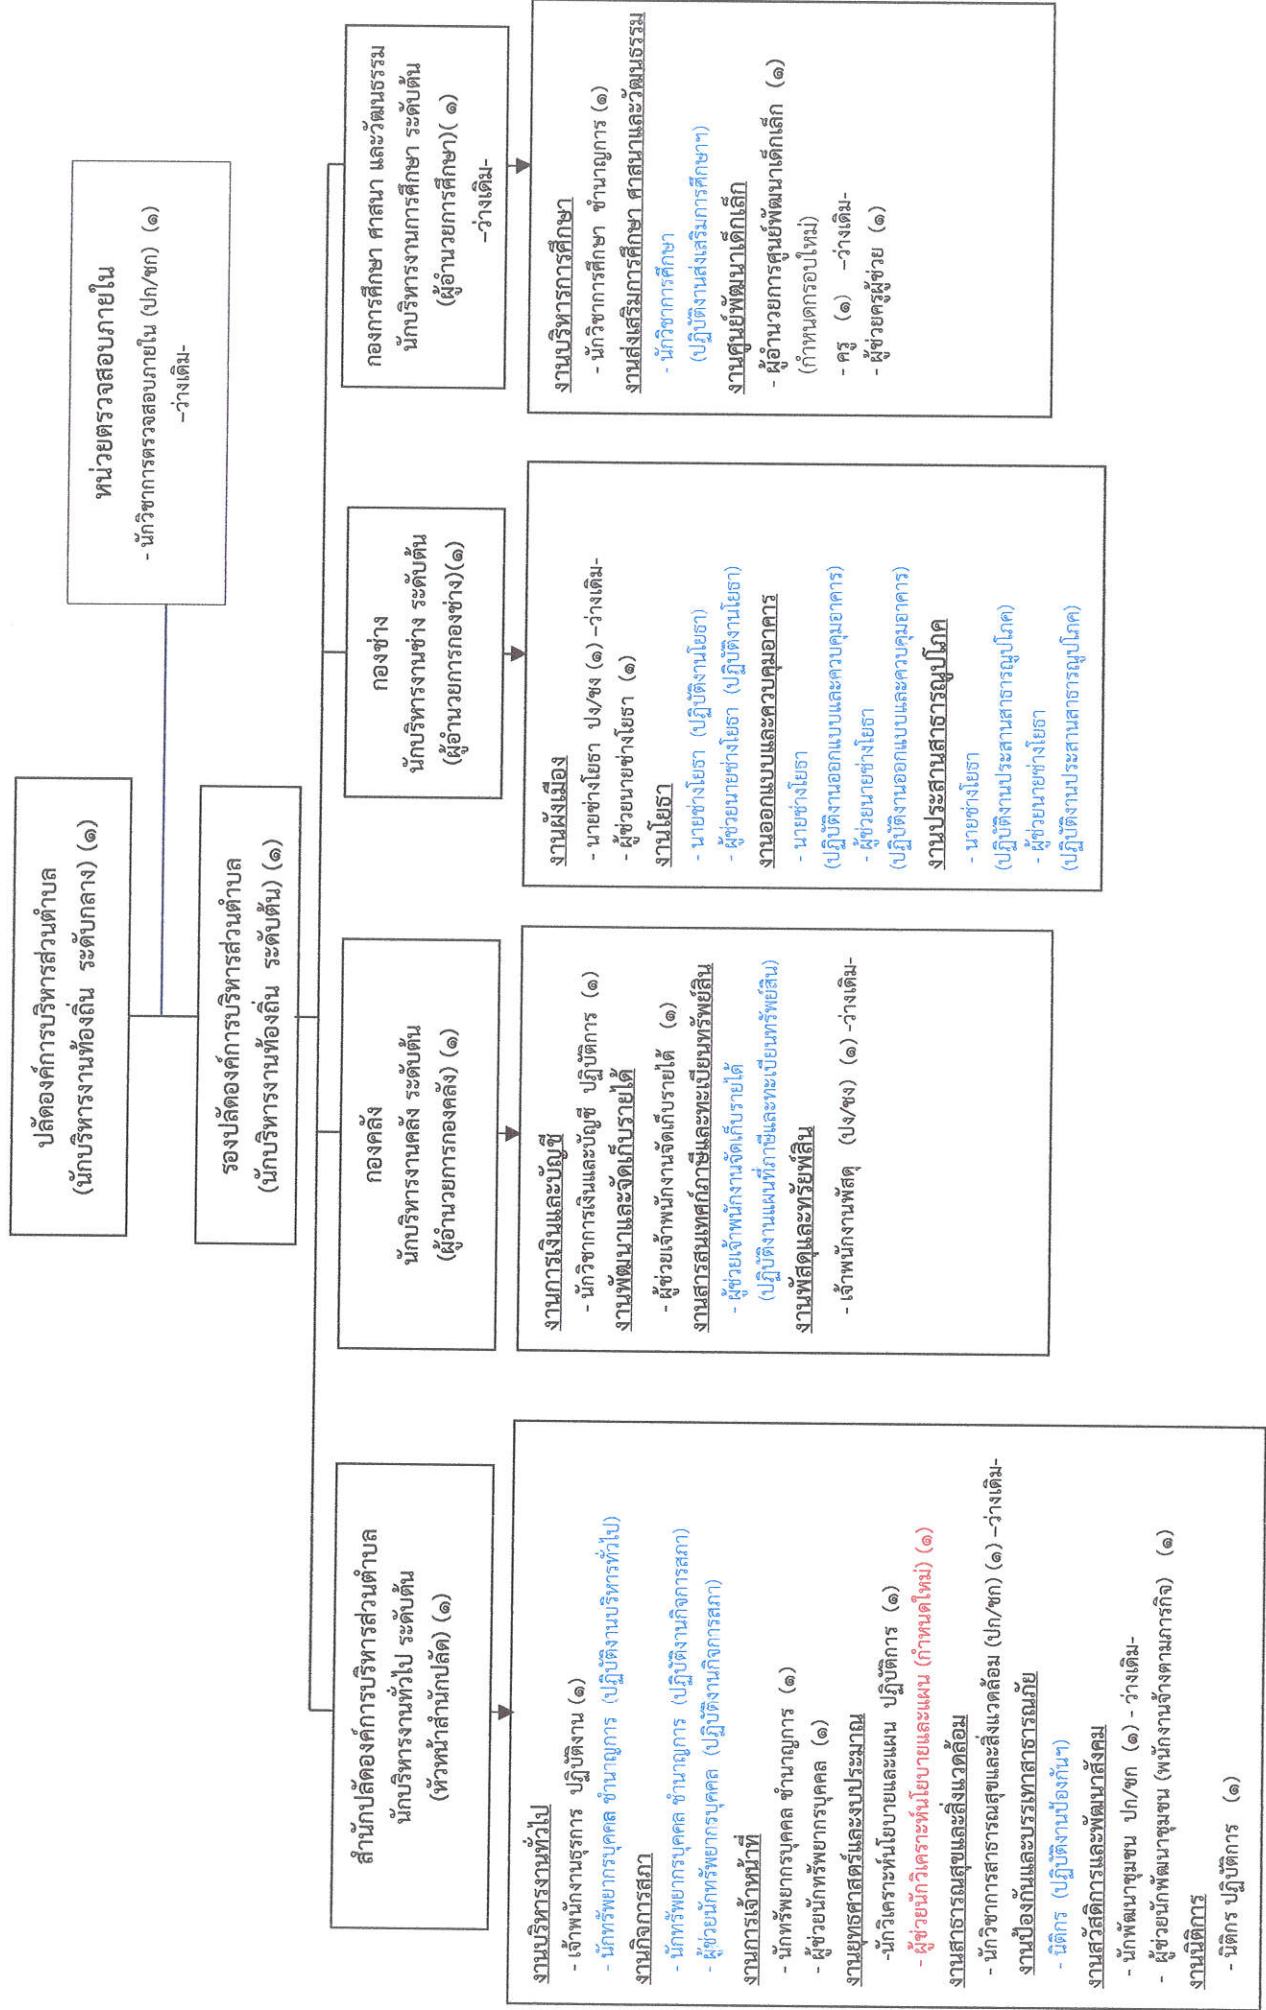 ปลัดองค์การบริหารส่วนตำบล
(นักบริหารงานท้องถิ่น ระดับกลาง) (๑)
หน่วยตรวจสอบภายใน
- นักวิชาการตรวจสอบภายใน (ปก/ชก) (๑)
–ว่างเดิม-
รองปลัดองค์การบริหารส่วนตำบล
(นักบริหารงานท้องถิ่น ระดับต้น) (๑)
สำนักปลัดองค์การบริหารส่วนตำบล
นักบริหารงานทั่วไป ระดับต้น
(หัวหน้าสำนักปลัด) (๑)
งานบริหารงานทั่วไป
- เจ้าพนักงานธุรการ ปฏิบัติงาน (๑)
- นักทรัพยากรบุคคล ชำนาญการ (ปฏิบัติงานบริหารทั่วไป)
งานกิจการสภา
- นักทรัพยากรบุคคล ชำนาญการ (ปฏิบัติงานกิจการสภา)
- ผู้ช่วยนักทรัพยากรบุคคล (ปฏิบัติงานกิจการสภา)
งานการเจ้าหน้าที่
- นักทรัพยากรบุคคล ชำนาญการ (๑)
- ผู้ช่วยนักทรัพยากรบุคคล (๑)
งานยุทธศาสตร์และงบประมาณ
-นักวิเคราะห์นโยบายและแผน ปฏิบัติการ (๑)
- ผู้ช่วยนักวิเคราะห์นโยบายและแผน (กำหนดใหม่) (๑)
งานสาธารณสุขและสิ่งแวดล้อม
- นักวิชาการสาธารณสุขและสิ่งแวดล้อม (ปก/ชก) (๑) –ว่างเดิม-
งานป้องกันและบรรเทาสาธารณภัย
- นิติกร (ปฏิบัติงานป้องกันฯ)
งานสวัสดิการและพัฒนาสังคม
- นักพัฒนาชุมชน ปก/ชก (๑) - ว่างเดิม-
- ผู้ช่วยนักพัฒนาชุมชน (พนักงานจ้างตามภารกิจ) (๑)
งานนิติการ
- นิติกร ปฏิบัติการ (๑)
กองคลัง
นักบริหารงานคลัง ระดับต้น
(ผู้อำนวยการกองคลัง) (๑)
งานการเงินและบัญชี
- นักวิชาการเงินและบัญชี ปฏิบัติการ (๑)
งานพัฒนาและจัดเก็บรายได้
- ผู้ช่วยเจ้าพนักงานจัดเก็บรายได้ (๑)
งานสารสนเทศก์ภาษีและทะเบียนทรัพย์สิน
- ผู้ช่วยเจ้าพนักงานจัดเก็บรายได้
(ปฏิบัติงานแผนที่ภาษีและทะเบียนทรัพย์สิน)
งานพัสดุและทรัยพ์สิน
- เจ้าพนักงานพัสดุ (ปง/ชง) (๑) –ว่างเดิม-
กองช่าง
นักบริหารงานช่าง ระดับต้น
(ผู้อำนวยการกองช่าง)(๑)
งานผังเมือง
- นายช่างโยธา ปง/ชง (๑) –ว่างเดิม-
- ผู้ช่วยนายช่างโยธา (๑)
งานโยธา
- นายช่างโยธา (ปฏิบัติงานโยธา)
- ผู้ช่วยนายช่างโยธา (ปฏิบัติงานโยธา)
งานออกแบบและควบคุมอาคาร
- นายช่างโยธา
(ปฏิบัติงานออกแบบและควบคุมอาคาร)
- ผู้ช่วยนายช่างโยธา
(ปฏิบัติงานออกแบบและควบคุมอาคาร)
งานประสานสาธารณูปโภค
- นายช่างโยธา
(ปฏิบัติงานประสานสาธารณูปโภค)
- ผู้ช่วยนายช่างโยธา
(ปฏิบัติงานประสานสาธารณูปโภค)
กองการศึกษา ศาสนา และวัฒนธรรม
นักบริหารงานการศึกษา ระดับต้น
(ผู้อำนวยการศึกษา)( ๑)
–ว่างเดิม-
งานบริหารการศึกษา
- นักวิชาการศึกษา ชำนาญการ (๑)
งานส่งเสริมการศึกษา ศาสนาและวัฒนธรรม
- นักวิชาการศึกษา
(ปฏิบัติงานส่งเสริมการศึกษาฯ)
งานศูนย์พัฒนาเด็กเล็ก
- ผู้อำนวยการศูนย์พัฒนาเด็กเล็ก (๑)
(กำหนดกรอบใหม่)
- ครู (๑) –ว่างเดิม-
- ผู้ช่วยครูผู้ช่วย (๑)